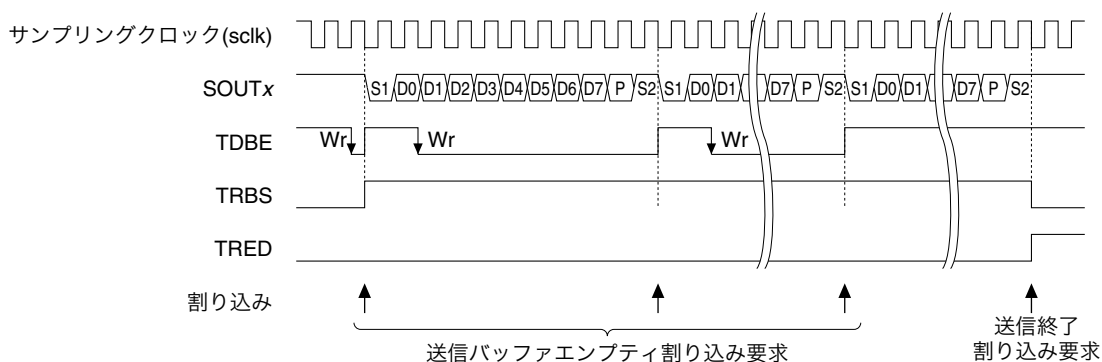 サンプリングクロック(sclk)
SOUTx S1 D0 D1 D2 D3 D4 D5 D6 D7 P S2 S1 D0 D1 D7 P S2 S1 D0 D1 D7 P S2
TDBE Wr Wr Wr
TRBS
TRED
割り込み
送信バッファエンプティ割り込み要求
送信終了
割り込み要求